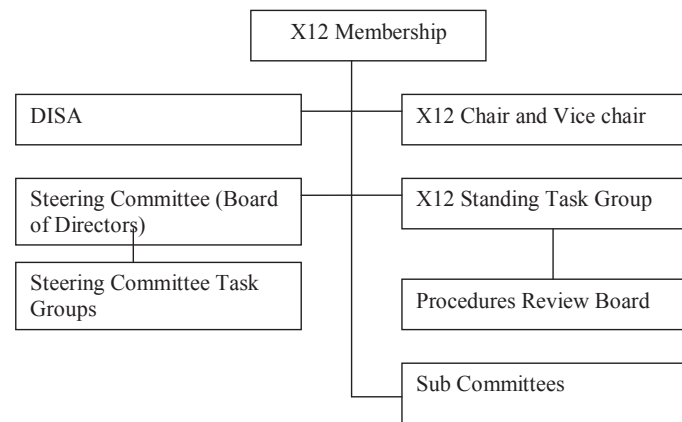 X12 Membership
DISA
X12 Chair and Vice chair
Steering Committee (Board
of Directors)
X12 Standing Task Group
Steering Committee Task
Groups
Procedures Review Board
Sub Committees